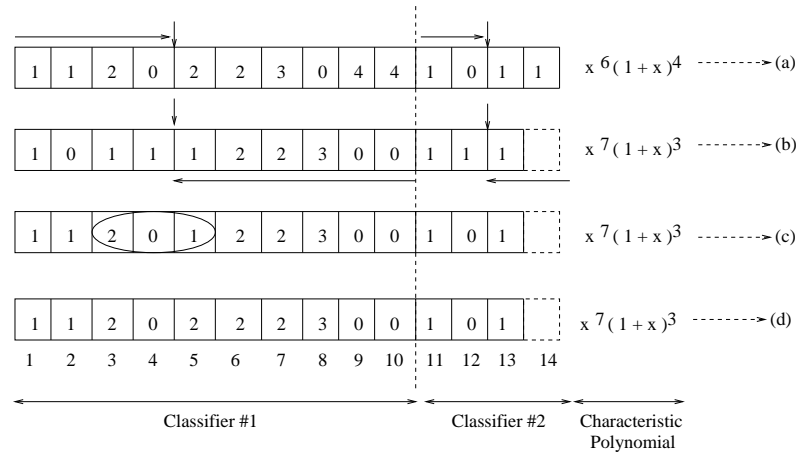 1 1 2 0 2 2 3 0 4 4 1 0 1 1 x^6(1+x)^4 (a)
1 0 1 1 1 2 2 3 0 0 1 1 1 x^7(1+x)^3 (b)
1 1 2 0 1 2 2 3 0 0 1 0 1 x^7(1+x)^3 (c)
1 1 2 0 2 2 2 3 0 0 1 0 1 x^7(1+x)^3 (d)
1 2 3 4 5 6 7 8 9 10 11 12 13 14
Classifier #1 Classifier #2 Characteristic
Polynomial